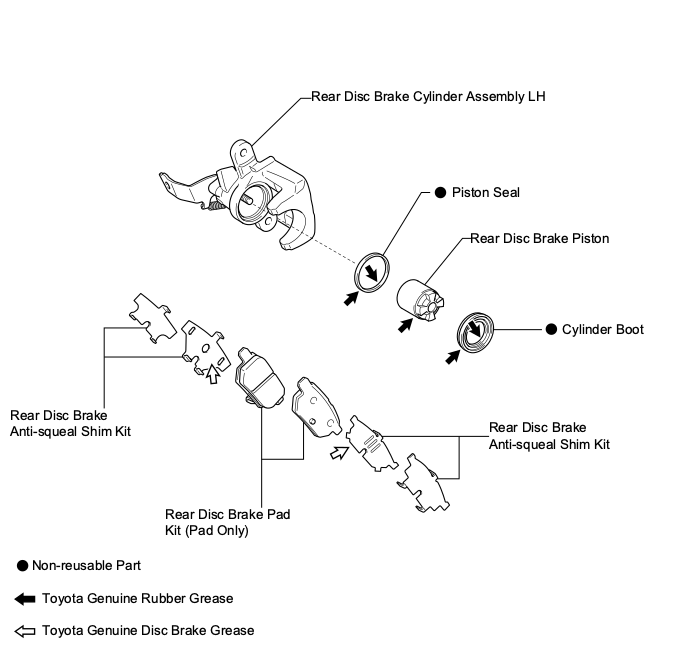 Rear Disc Brake Cylinder Assembly LH
● Piston Seal
Rear Disc Brake Piston
● Cylinder Boot
Rear Disc Brake
Anti-squeal Shim Kit
Rear Disc Brake
Anti-squeal Shim Kit
Rear Disc Brake Pad
Kit (Pad Only)
● Non-reusable Part
Toyota Genuine Rubber Grease
Toyota Genuine Disc Brake Grease